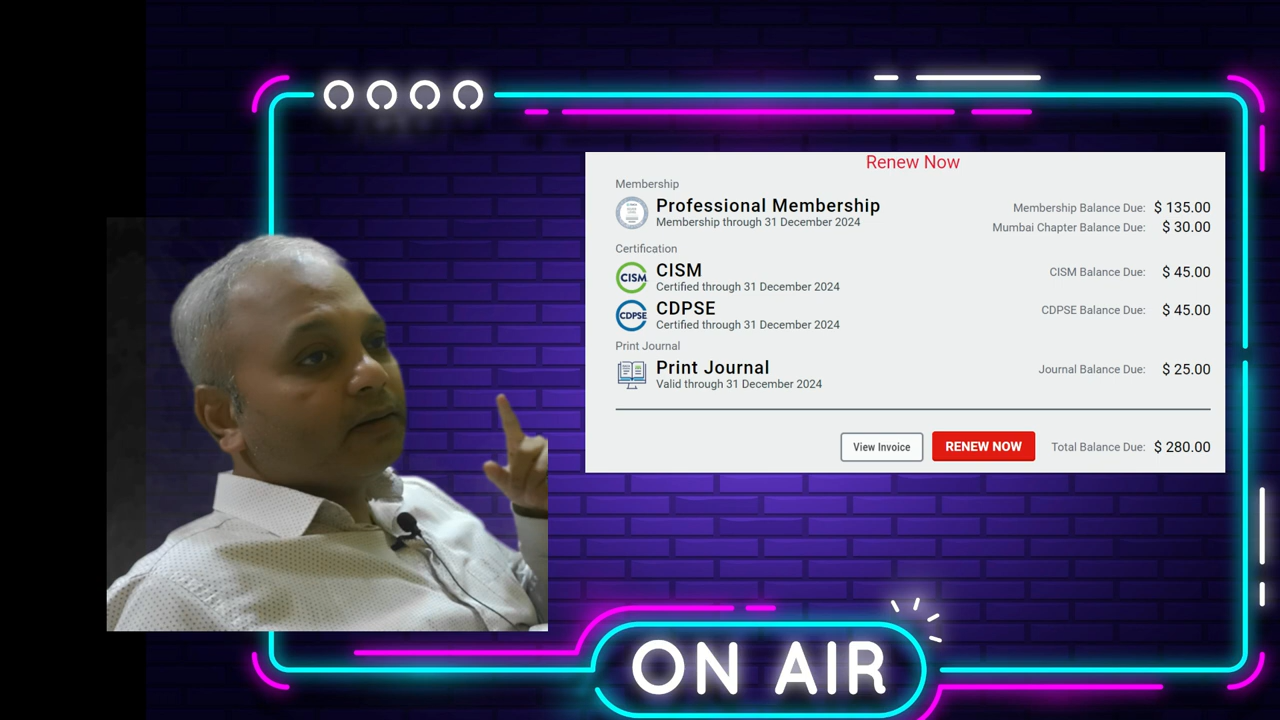 Renew Now
Membership
Professional Membership
Membership through 31 December 2024
Membership Balance Due: $ 135.00
Mumbai Chapter Balance Due: $ 30.00
Certification
CISM
CISM
Certified through 31 December 2024
CISM Balance Due: $ 45.00
CDPSE
CDPSE
Certified through 31 December 2024
CDPSE Balance Due: $ 45.00
Print Journal
Print Journal
Valid through 31 December 2024
Journal Balance Due: $ 25.00
View Invoice RENEW NOW Total Balance Due: $ 280.00
ON AIR